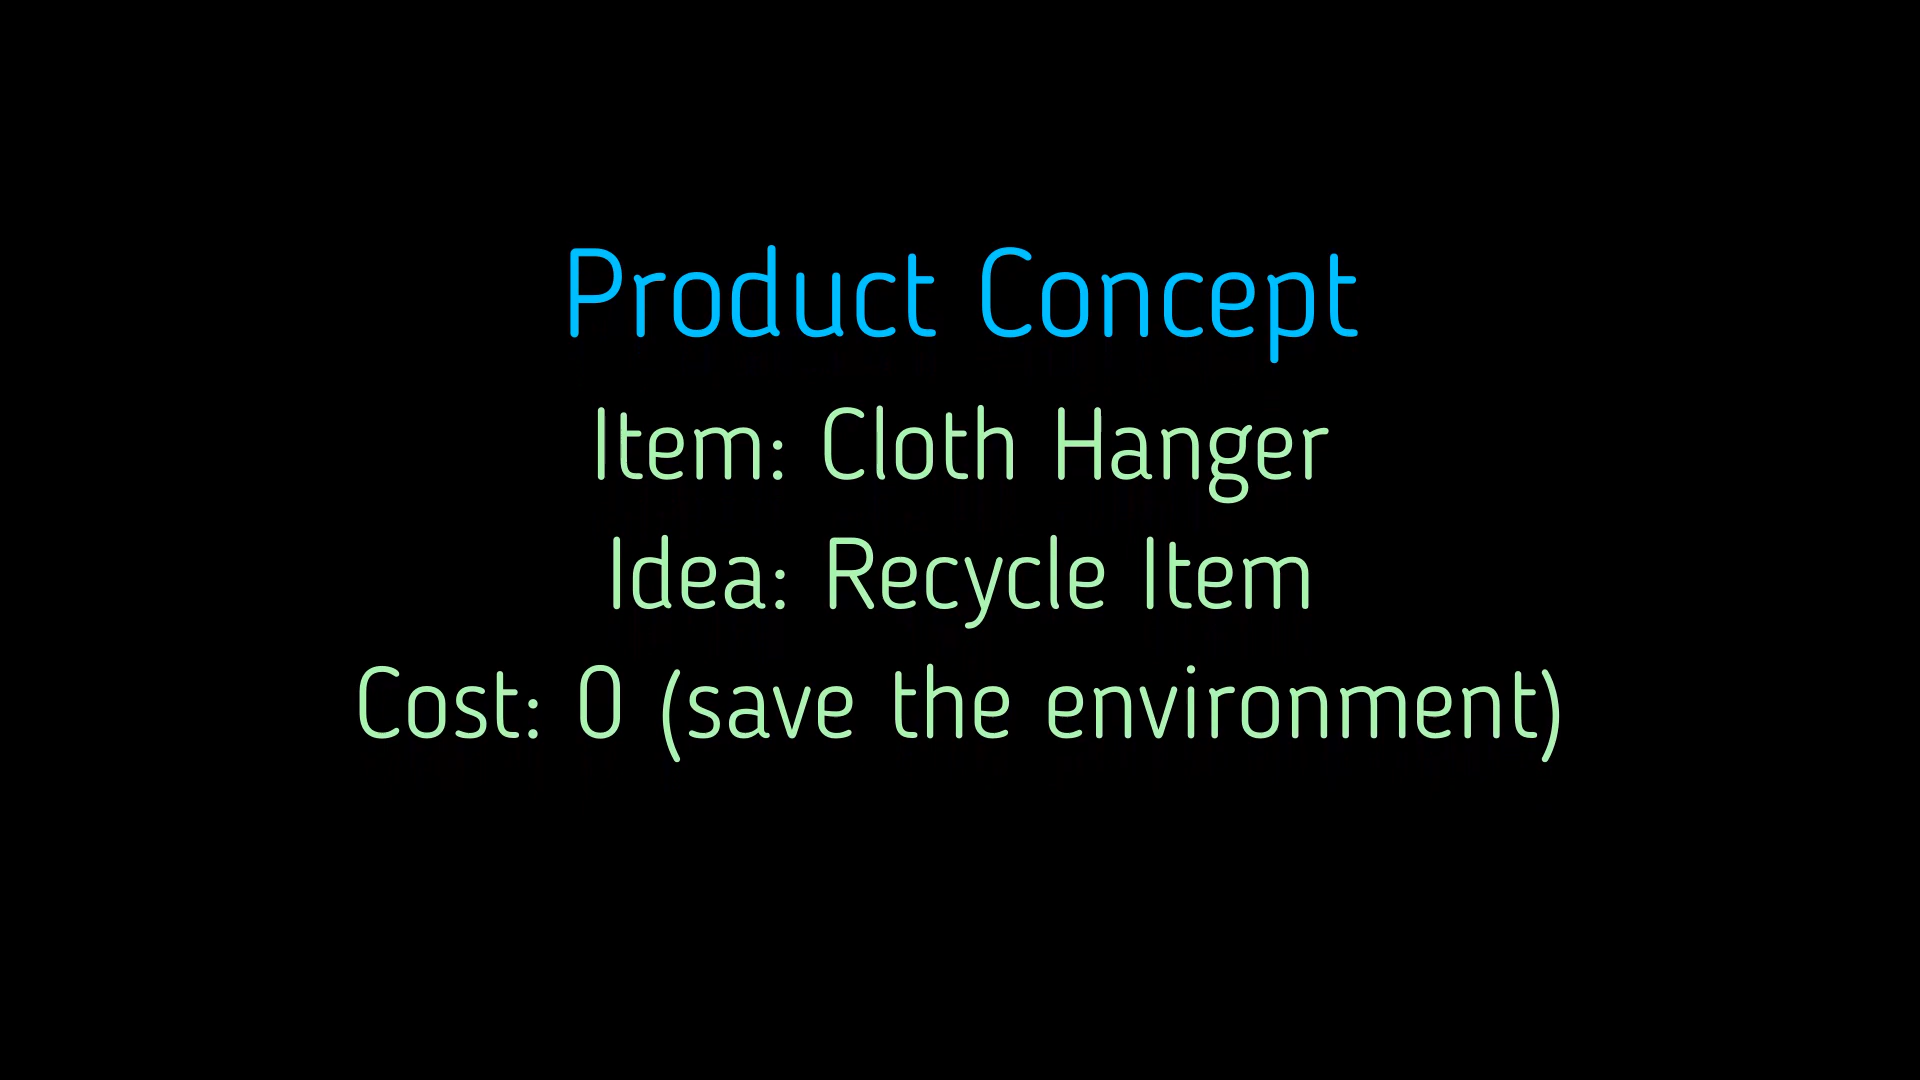 Product Concept
Item: Cloth Hanger
Idea: Recycle Item
Cost: 0 (save the environment)